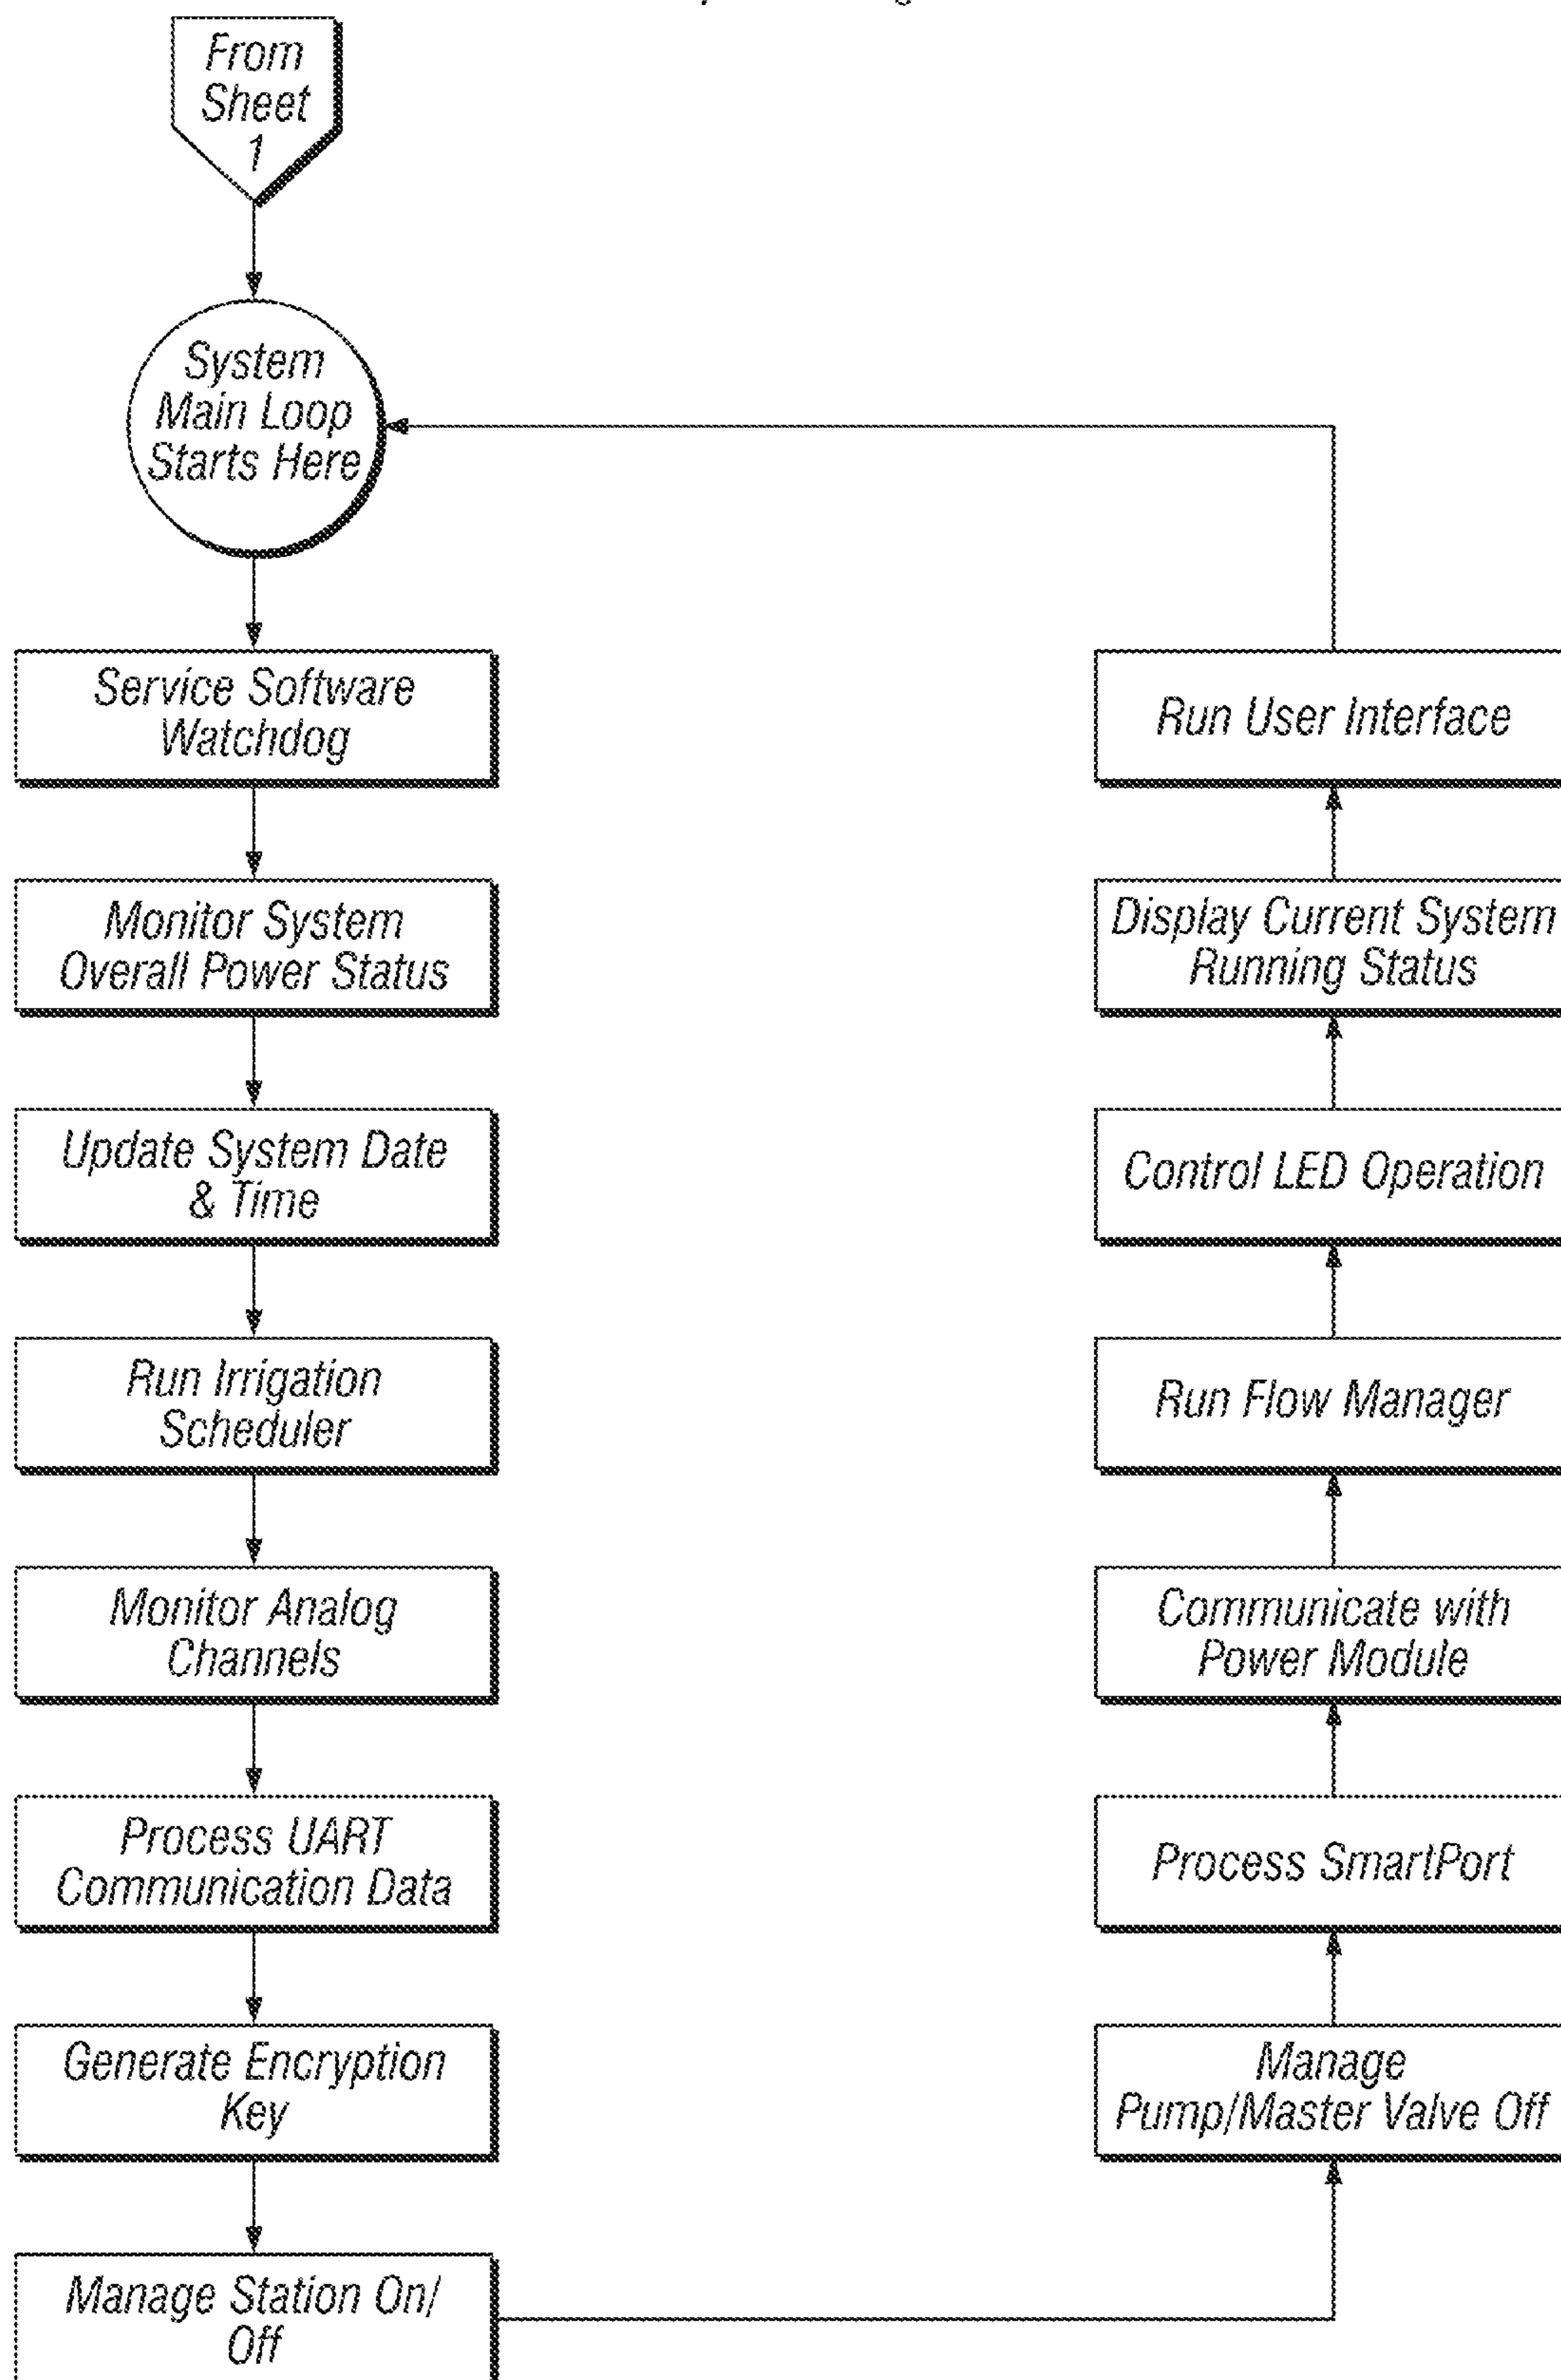 From
Sheet
1
System
Main Loop
Starts Here
Service Software
Watchdog
Monitor System
Overall Power Status
Update System Date
& Time
Run Irrigation
Scheduler
Monitor Analog
Channels
Process UART
Communication Data
Generate Encryption
Key
Manage Station On/
Off
Manage
Pump/Master Valve Off
Process SmartPort
Communicate with
Power Module
Run Flow Manager
Control LED Operation
Display Current System
Running Status
Run User Interface